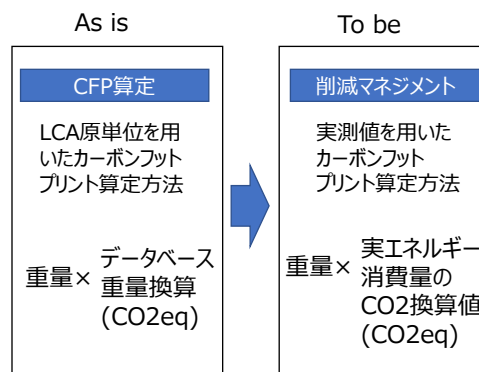 As is
CFP算定
LCA原単位を用
いたカーボンフット
プリント算定方法
重量×
データベース
重量換算
(CO2eq)
To be
削減マネジメント
実測値を用いた
カーボンフット
プリント算定方法
重量×
実エネルギー
消費量の
CO2換算値
(CO2eq)